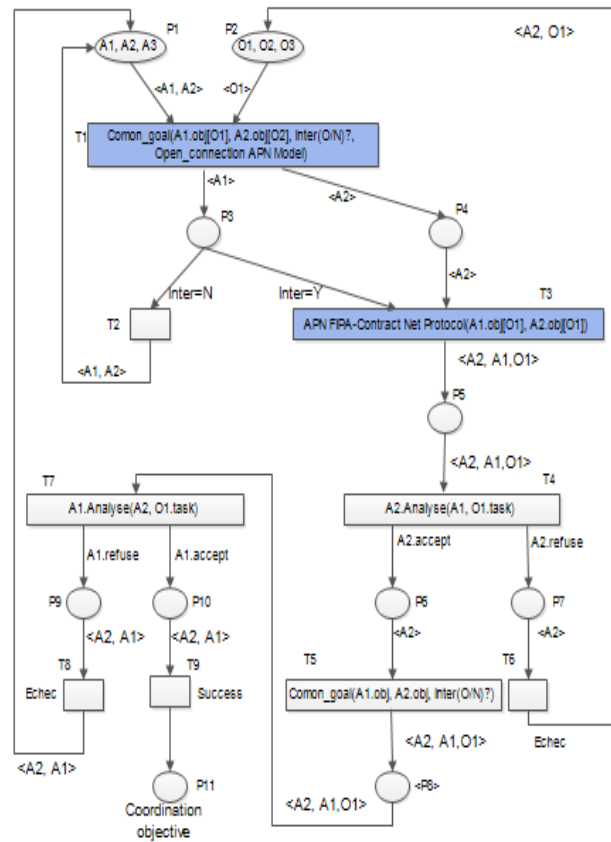 P1
P2
<A2, O1>
A1, A2, A3
O1, O2, O3
<A1, A2>
<O1>
T1
Comon_goal(A1.obj[O1], A2.obj[O2], Inter(O/N)?,
Open_connection APN Model)
<A1>
<A2>
P3
P4
<A2>
Inter=N
Inter=Y
T3
T2
APN FIPA-Contract Net Protocol(A1.obj[O1], A2.obj[O1])
<A1, A2>
<A2, A1,O1>
P5
<A2, A1,O1>
T7
T4
A1.Analyse(A2, O1.task)
A2.Analyse(A1, O1.task)
A1.refuse
A1.accept
A2.accept
A2.refuse
P9
P10
P6
P7
<A2, A1>
<A2, A1>
<A2>
<A2>
T8
T9
T5
T6
Echec
Success
Comon_goal(A1.obj, A2.obj, Inter(O/N)?)
<A2, A1,O1>
Echec
<A2, A1>
P11
<A2, A1,O1>
<P8>
Coordination
objective